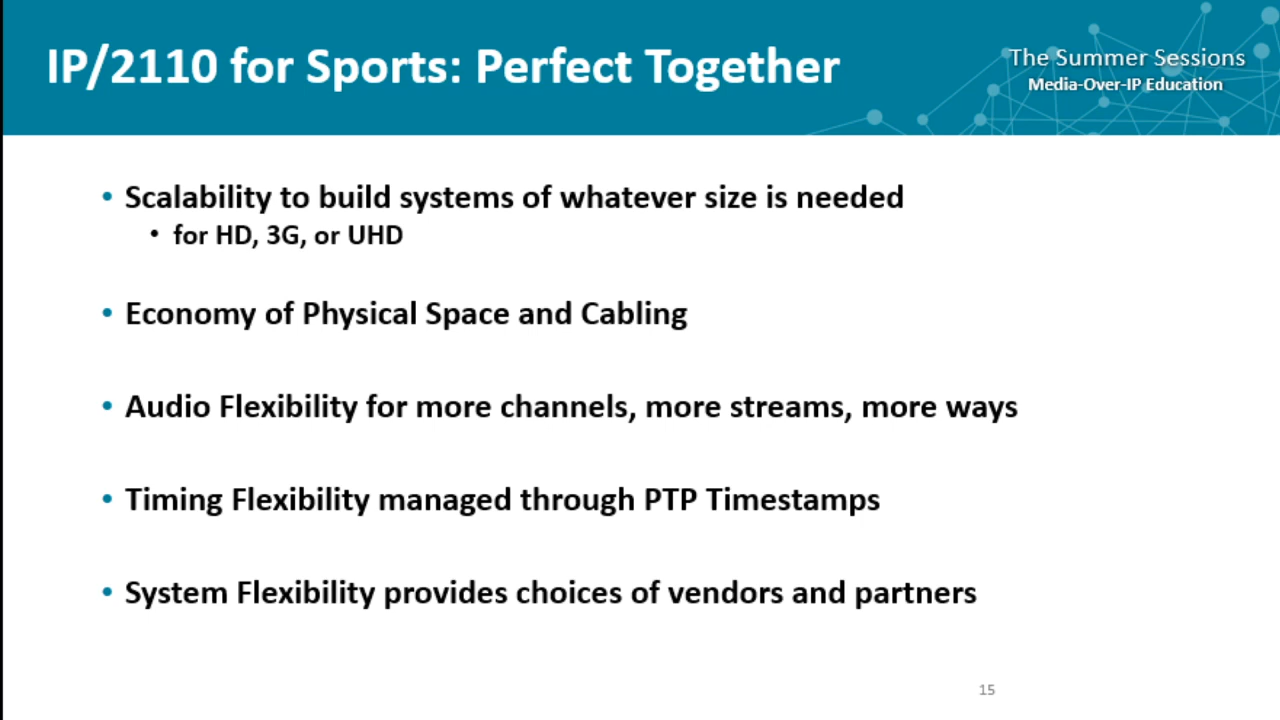 IP/2110 for Sports: Perfect Together
The Summer Sessions
Media-Over-IP Education
• Scalability to build systems of whatever size is needed
• for HD, 3G, or UHD
• Economy of Physical Space and Cabling
• Audio Flexibility for more channels, more streams, more ways
• Timing Flexibility managed through PTP Timestamps
• System Flexibility provides choices of vendors and partners
15